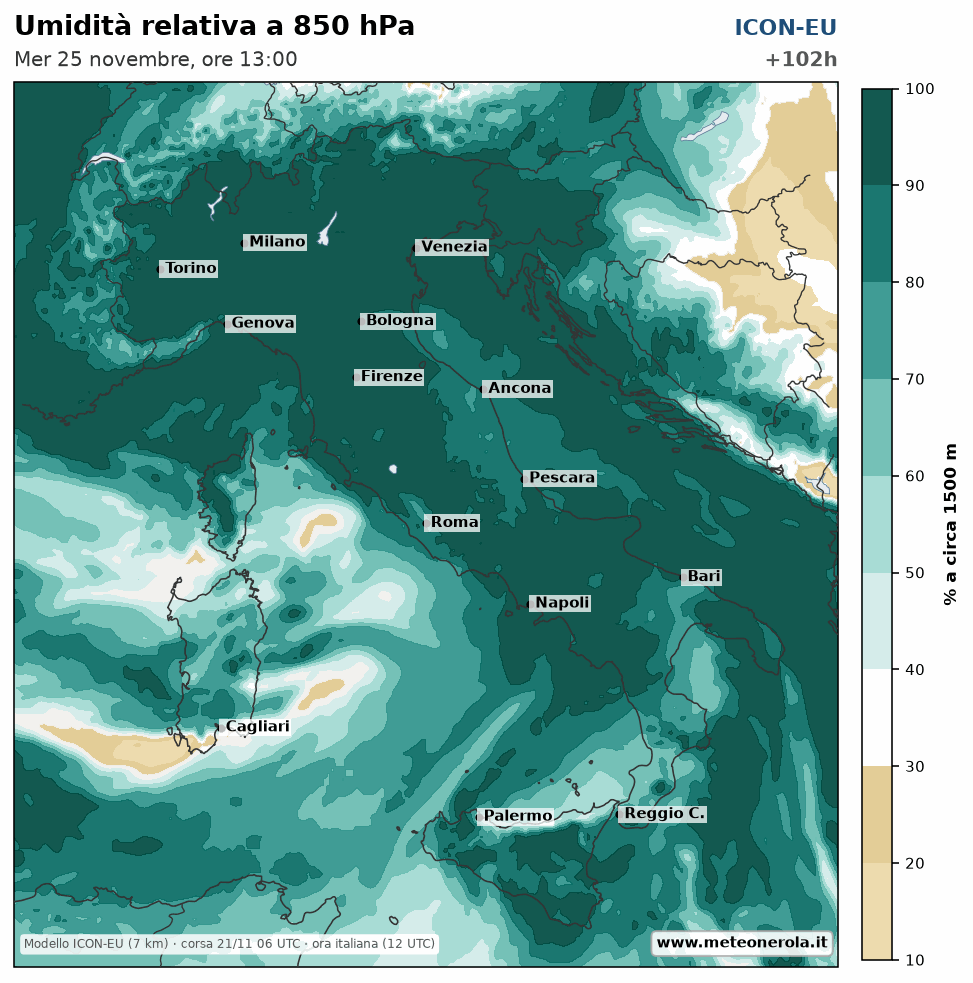 Umidità relativa a 850 hPa
ICON-EU
Mer 25 novembre, ore 13:00
+102h
100
90
80
70
60
50
40
30
20
10
% a circa 1500 m
Milano
Venezia
Torino
Genova
Bologna
Firenze
Ancona
Pescara
Roma
Bari
Napoli
Cagliari
Palermo
Reggio C.
Modello ICON-EU (7 km) · corsa 21/11 06 UTC · ora italiana (12 UTC)
www.meteonerola.it